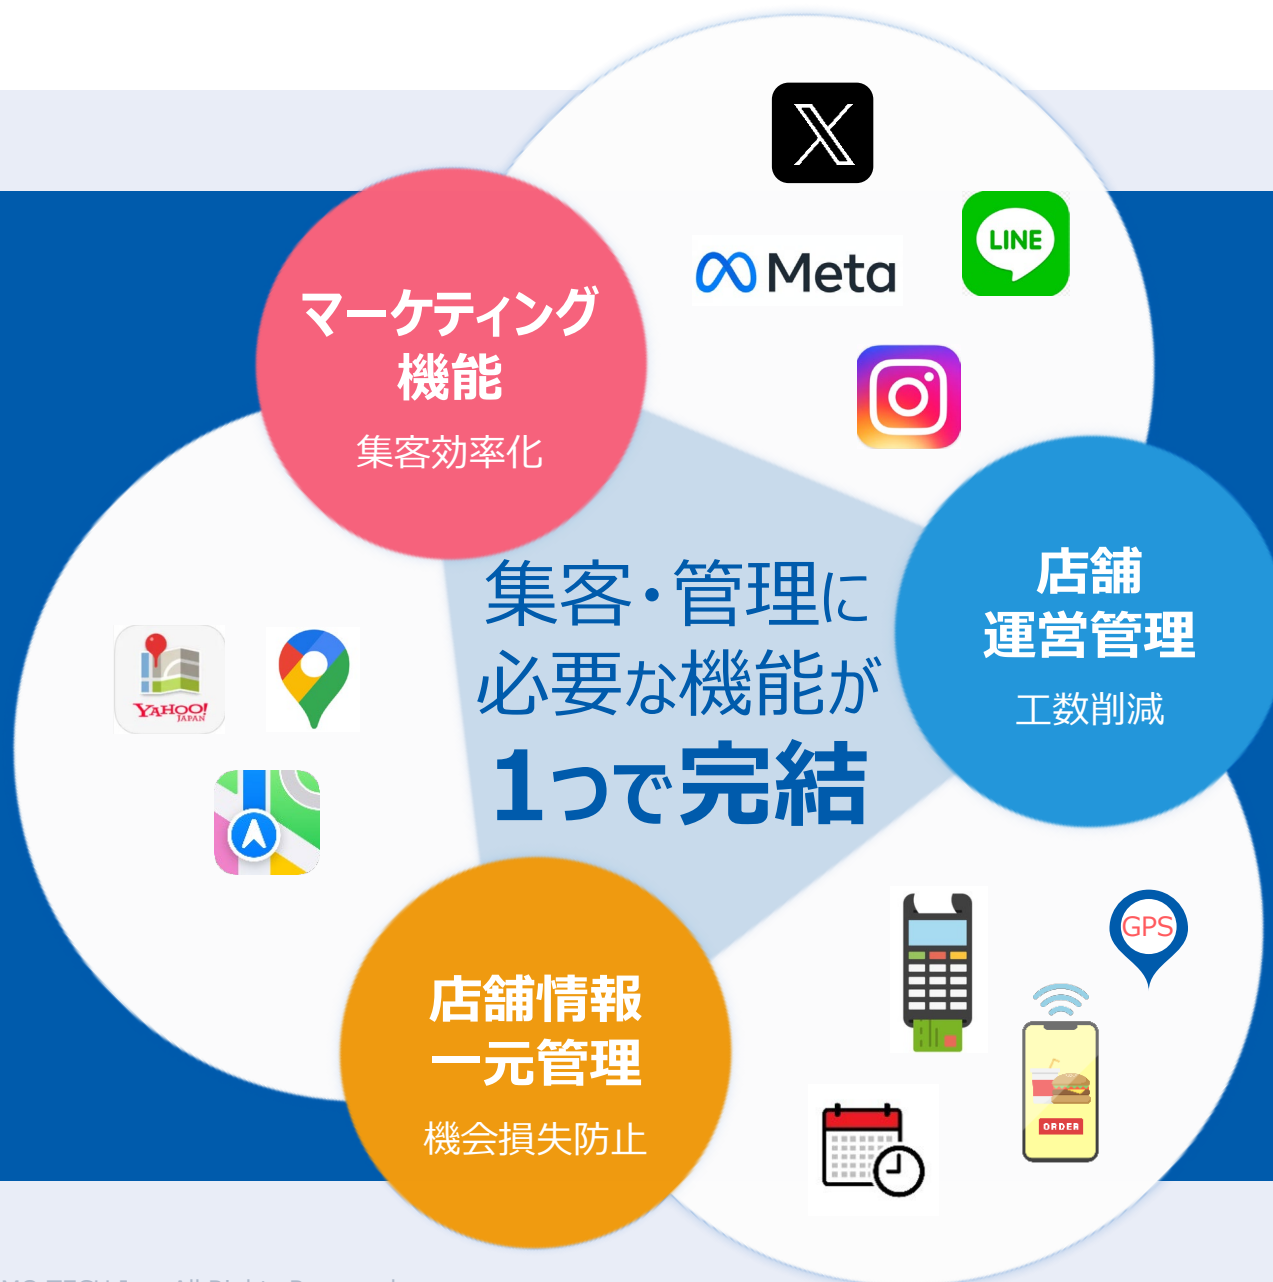 LINE
Meta
マーケティング
機能
集客効率化
集客・管理に
必要な機能が
1つで完結
店舗
運営管理
工数削減
YAHOO!
JAPAN
店舗情報
一元管理
機会損失防止
GPS
ORDER
All Rights Reserved